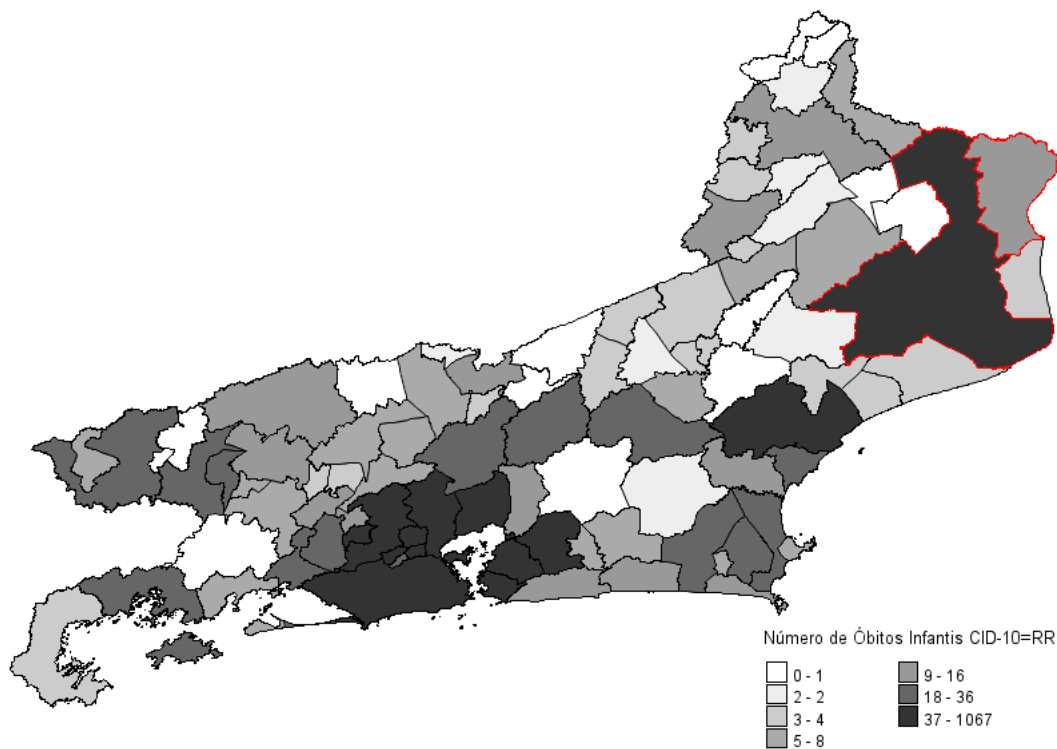 Número de Óbitos Infantis CID-10=RR
0 - 1
2 - 2
3 - 4
5 - 8
9 - 16
18 - 36
37 - 1067